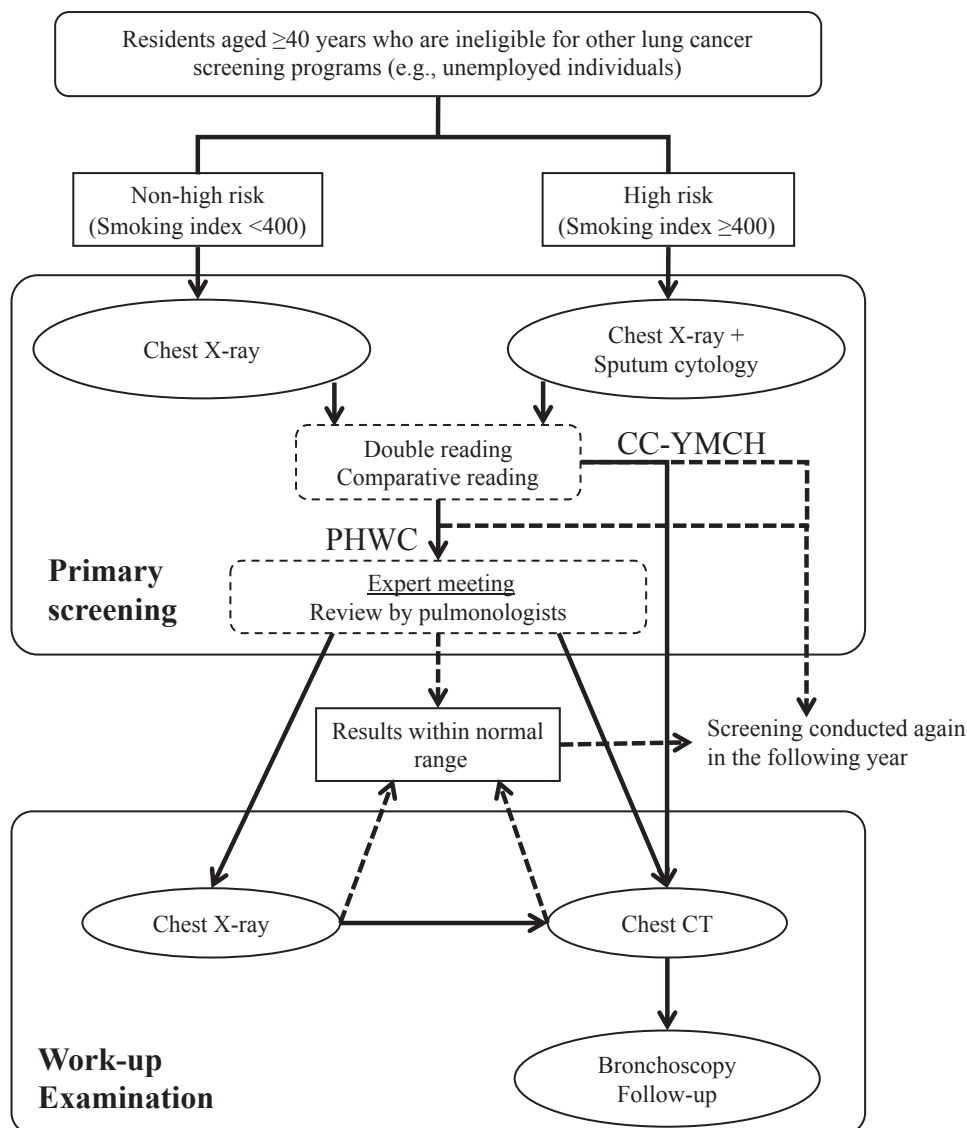 Residents aged ≥40 years who are ineligible for other lung cancer
screening programs (e.g., unemployed individuals)
Non-high risk
(Smoking index <400)
High risk
(Smoking index ≥400)
Chest X-ray
Chest X-ray +
Sputum cytology
Double reading
Comparative reading
CC-YMCH
PHWC
Primary
screening
Expert meeting
Review by pulmonologists
Results within normal
range
Screening conducted again
in the following year
Chest X-ray
Chest CT
Work-up
Examination
Bronchoscopy
Follow-up